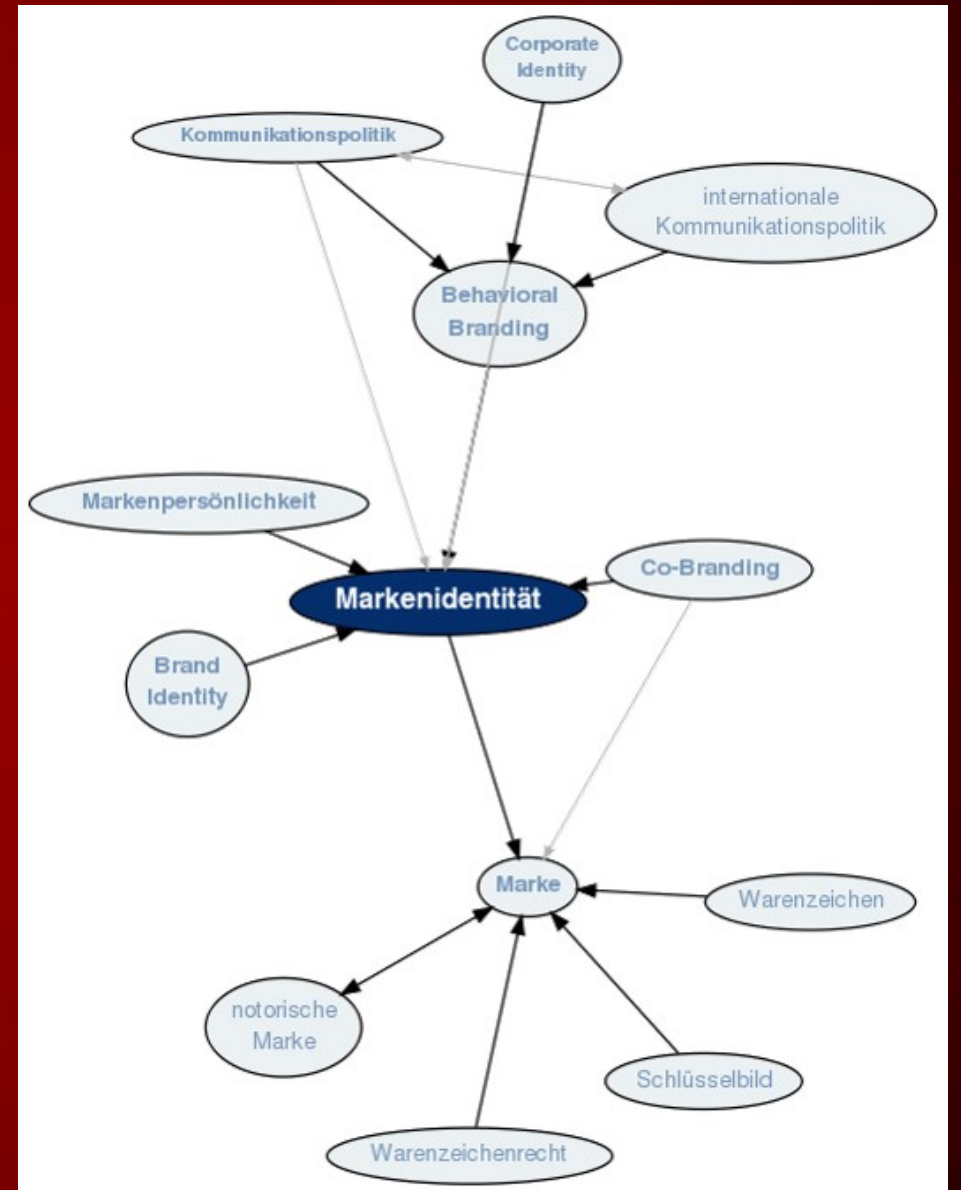 Corporate
Identity
Kommunikationspolitik
internationale
Kommunikationspolitik
Behavioral
Branding
Markenpersönlichkeit
Co-Branding
Markenidentität
Brand
Identity
Marke
Warenzeichen
notorische
Marke
Schlüsselbild
Warenzeichenrecht